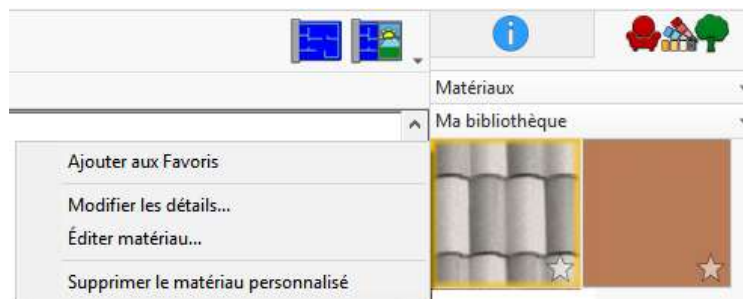 Matériaux
Ma bibliothèque
Ajouter aux Favoris
Modifier les détails...
Éditer matériau...
Supprimer le matériau personnalisé